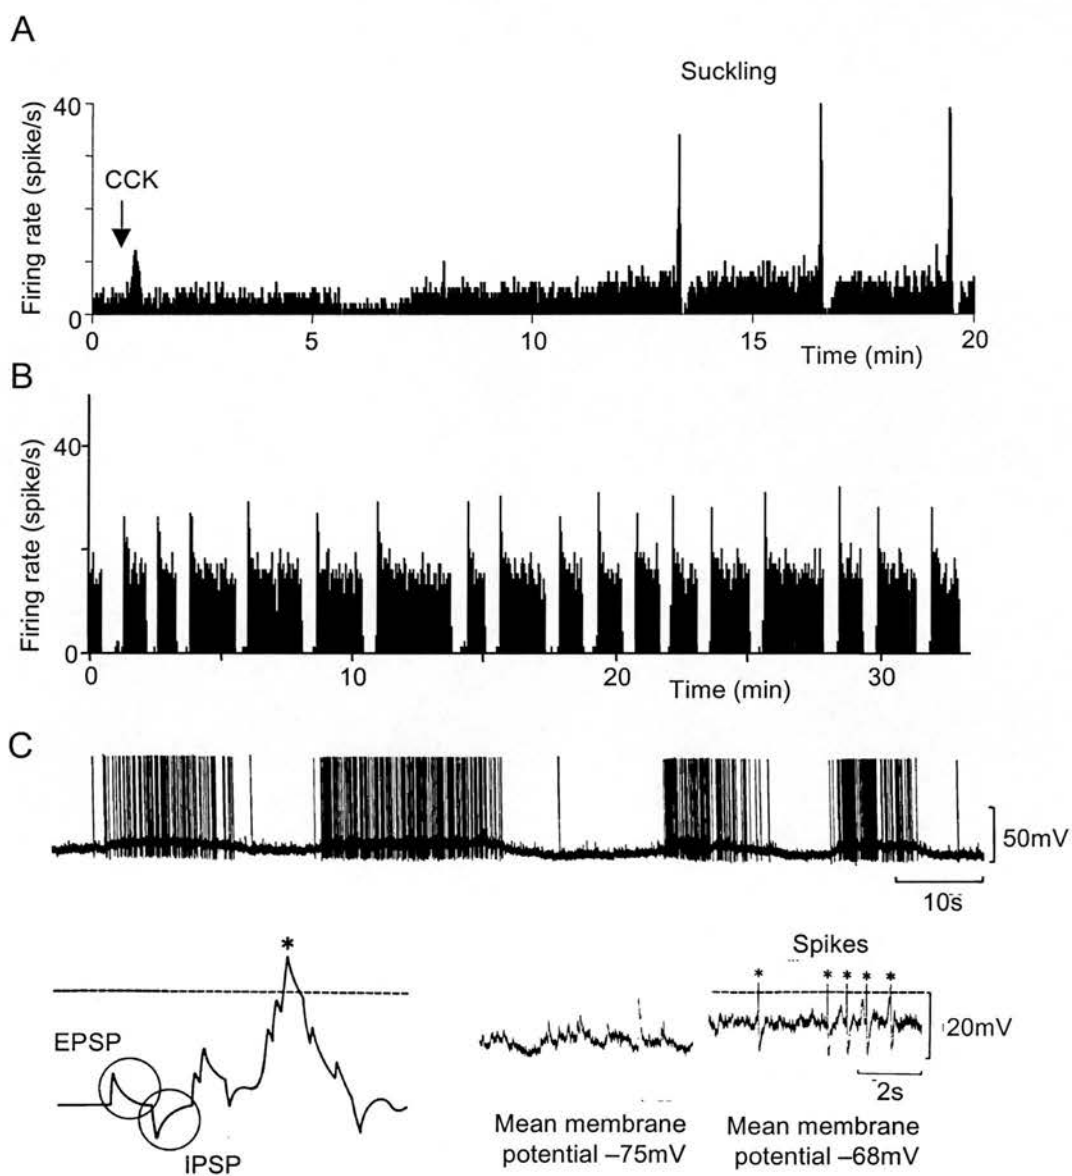 A
Suckling
Firing rate (spike/s)
40
CCK
0
0 5 10 15 20
Time (min)
B
Firing rate (spike/s)
40
0
0 10 20 30
Time (min)
C
50mV
10s
*
Spikes
* * * * *
EPSP
20mV
2s
IPSP
Mean membrane
potential –75mV
Mean membrane
potential –68mV